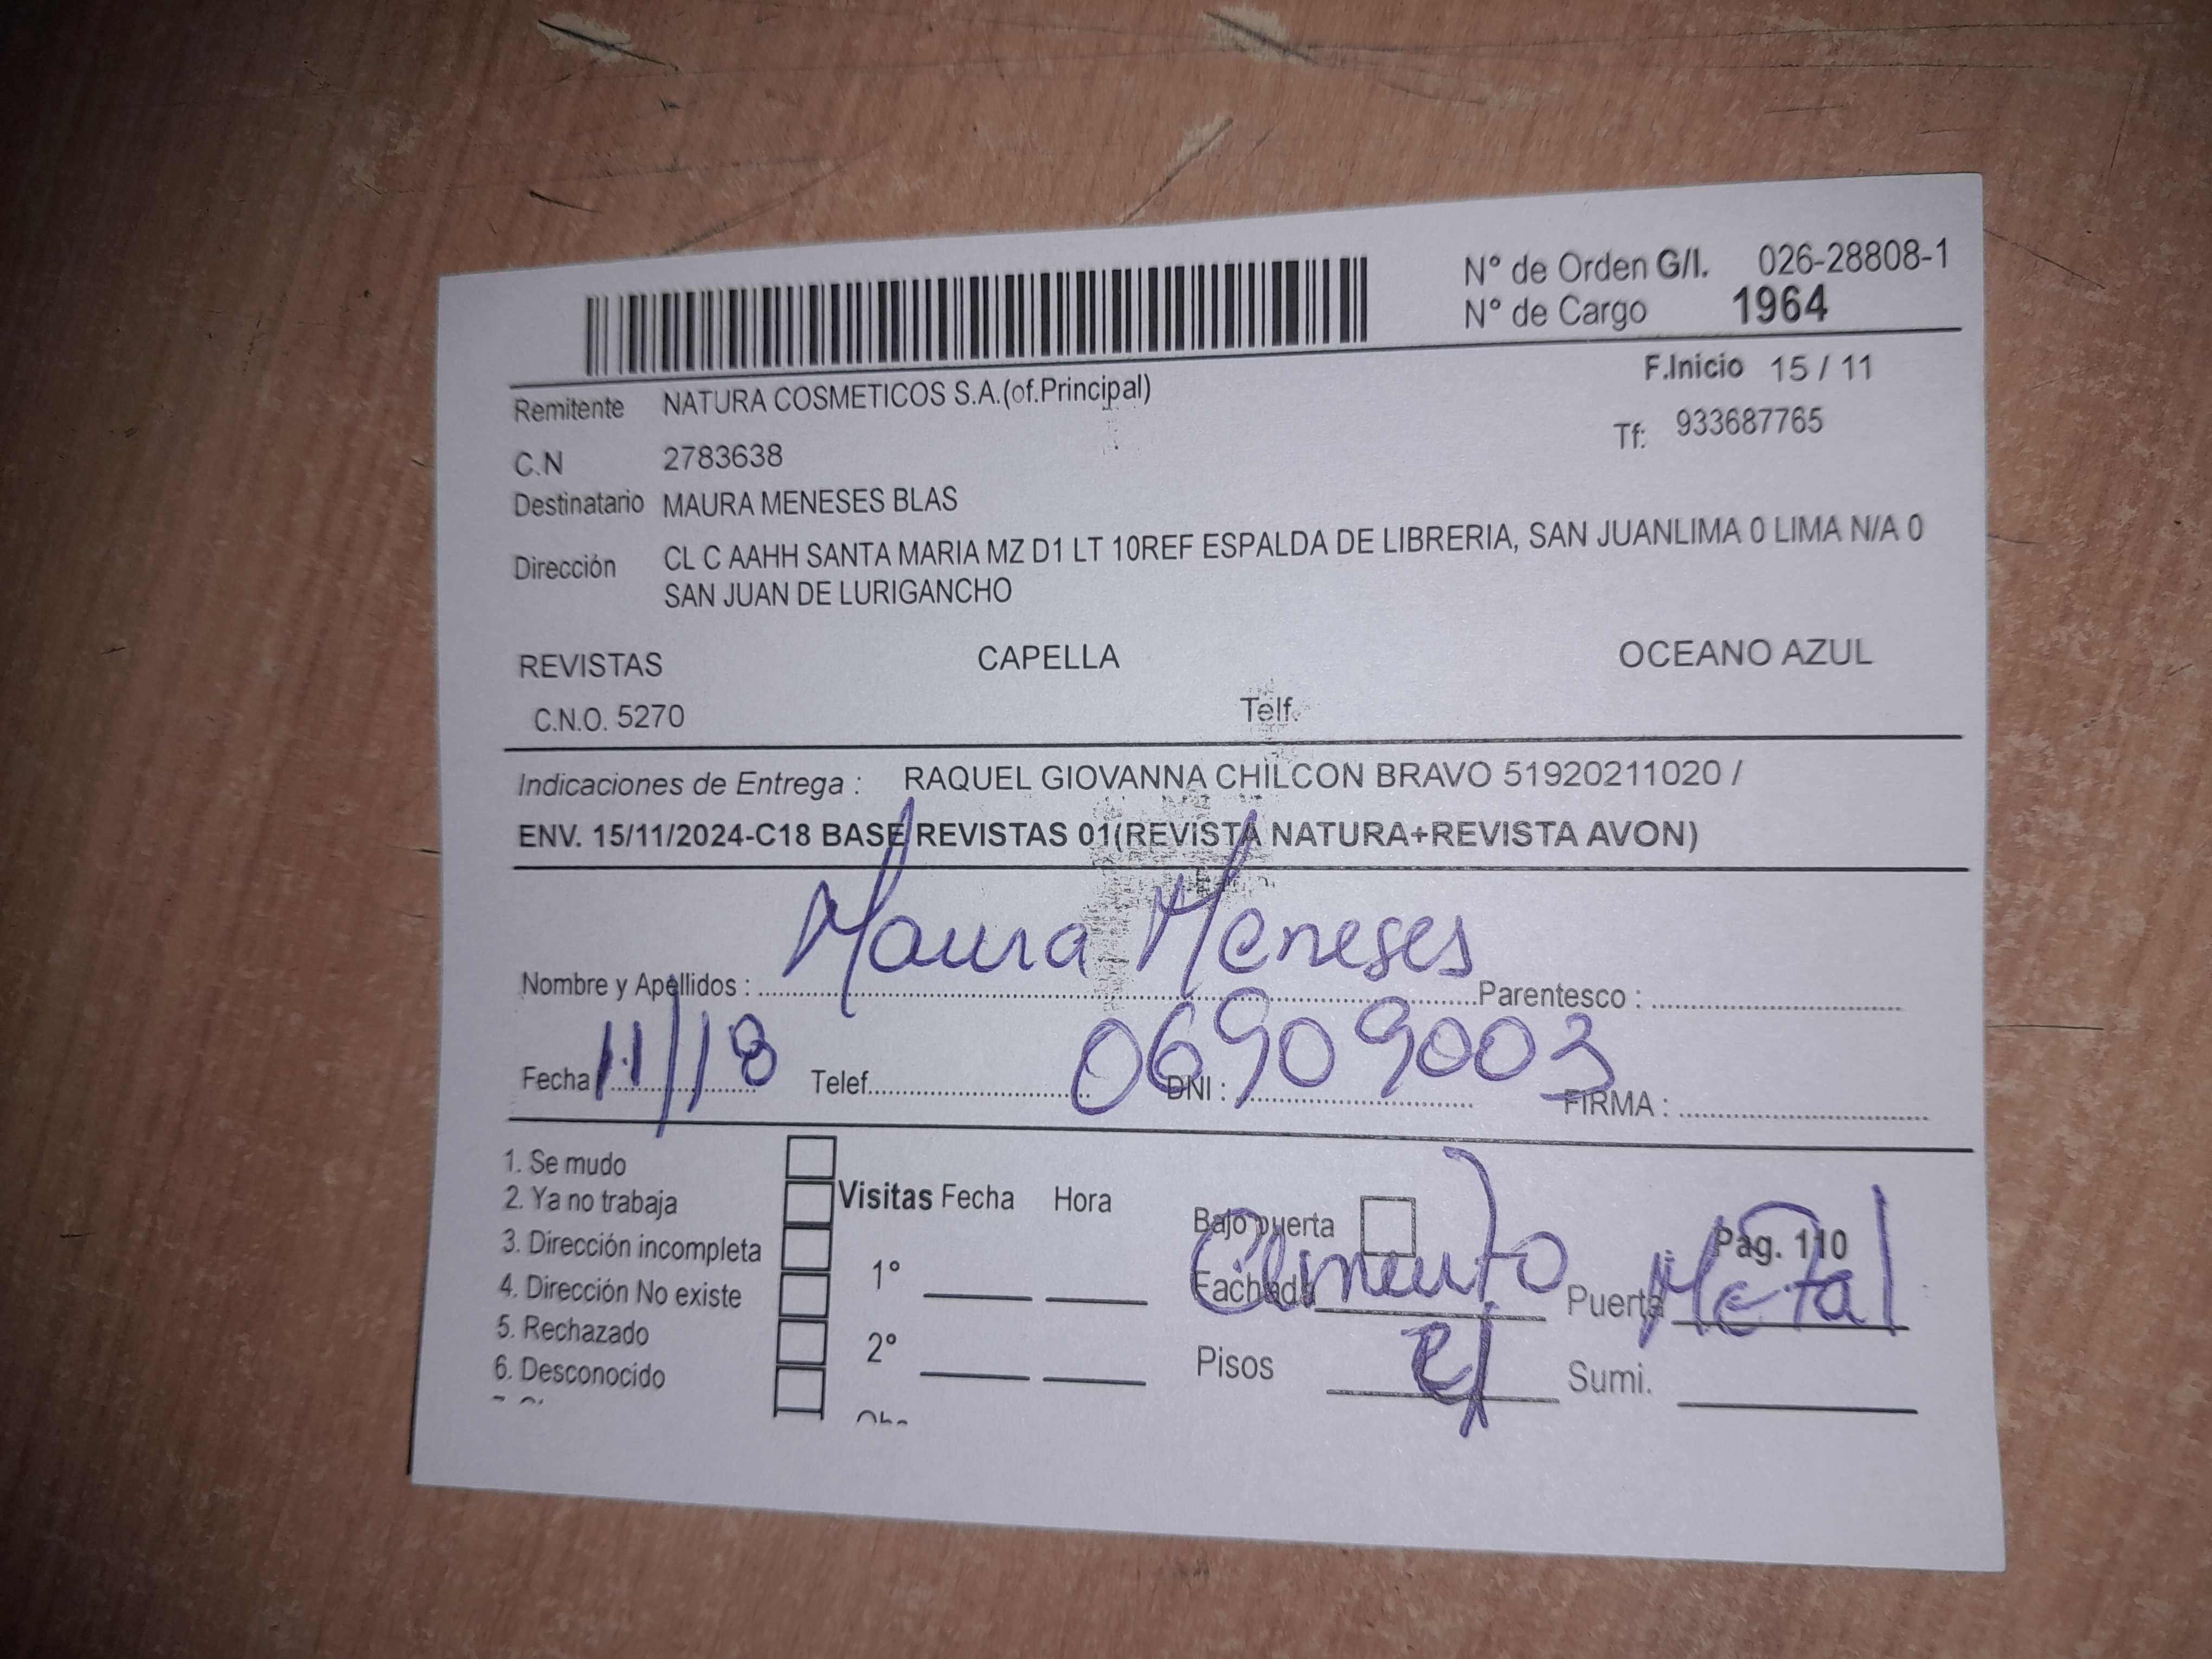 N° de Orden G/I. 026-28808-1
N° de Cargo 1964
F.Inicio 15 / 11
Remitente NATURA COSMETICOS S.A.(of.Principal)
Tf: 933687765
C.N 2783638
Destinatario MAURA MENESES BLAS
Dirección CL C AAHH SANTA MARIA MZ D1 LT 10REF ESPALDA DE LIBRERIA, SAN JUANLIMA 0 LIMA N/A 0
SAN JUAN DE LURIGANCHO
REVISTAS CAPELLA OCEANO AZUL
C.N.O. 5270 Telf.
Indicaciones de Entrega : RAQUEL GIOVANNA CHILCON BRAVO 51920211020 /
ENV. 15/11/2024-C18 BASE REVISTAS 01(REVISTA NATURA+REVISTA AVON)
Nombre y Apellidos : Maura Meneses Parentesco :
Fecha 11/18 Telef. DNI : 06909003 FIRMA :
1. Se mudo
2. Ya no trabaja
3. Dirección incompleta
4. Dirección No existe
5. Rechazado
6. Desconocido
Visitas Fecha Hora
1°
2°
Bajo puerta Pag. 110
Fachada Puerta Metal
Pisos Sumi.